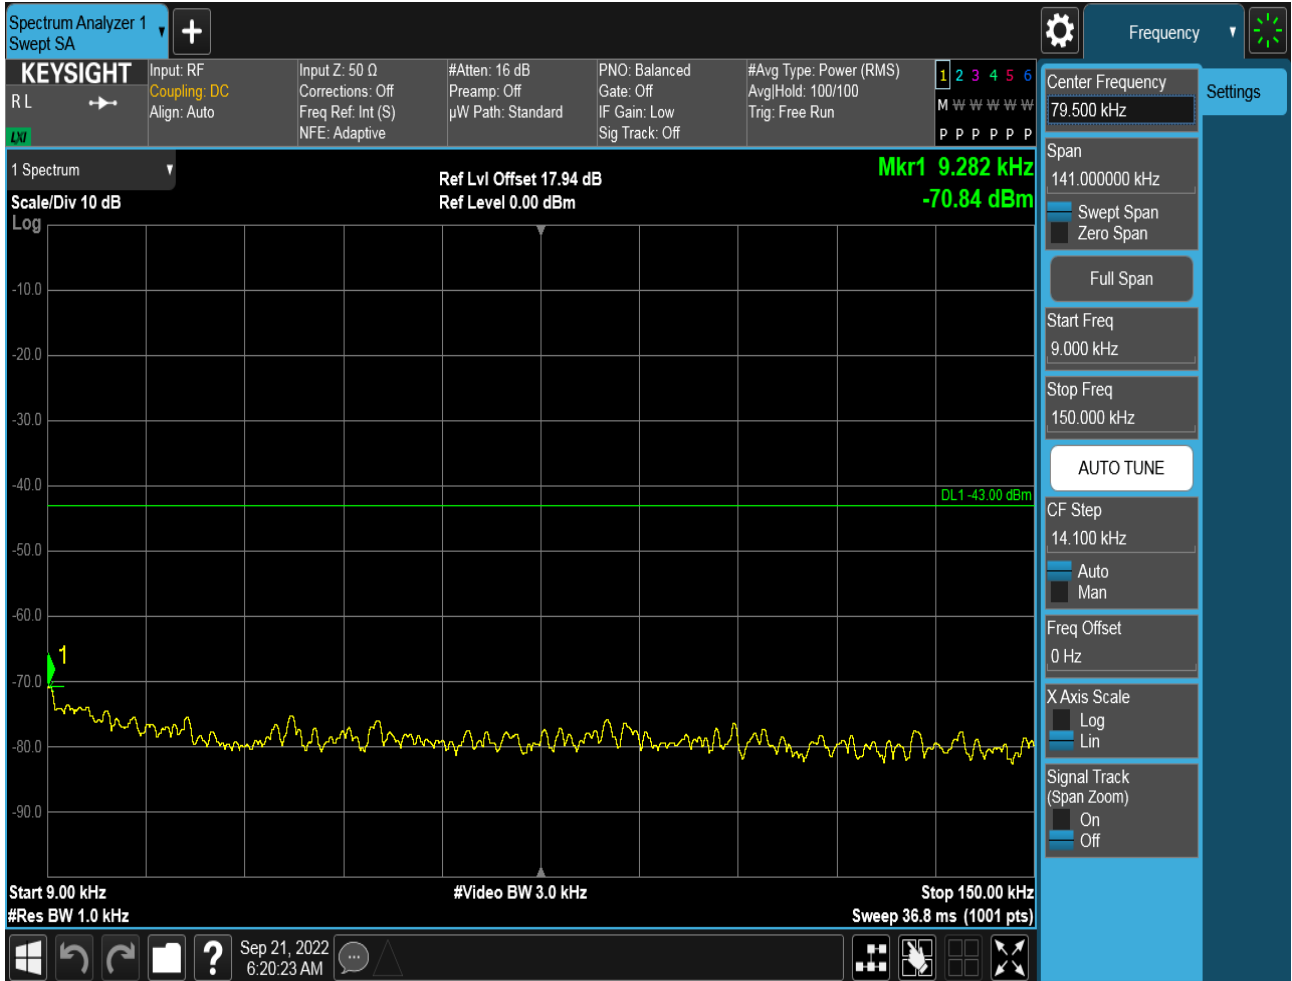 Spectrum Analyzer 1
Swept SA
+
Frequency
KEYSIGHT
R L
LXI
Input: RF
Coupling: DC
Align: Auto
Input Z: 50 Ω
Corrections: Off
Freq Ref: Int (S)
NFE: Adaptive
#Atten: 16 dB
Preamp: Off
µW Path: Standard
PNO: Balanced
Gate: Off
IF Gain: Low
Sig Track: Off
#Avg Type: Power (RMS)
Avg|Hold: 100/100
Trig: Free Run
1 2 3 4 5 6
M W W W W W
P P P P P P
1 Spectrum
Scale/Div 10 dB
Log
Ref Lvl Offset 17.94 dB
Ref Level 0.00 dBm
Mkr1 9.282 kHz
-70.84 dBm
-10.0
-20.0
-30.0
-40.0
DL1 -43.00 dBm
-50.0
-60.0
1
-70.0
-80.0
-90.0
Start 9.00 kHz
#Res BW 1.0 kHz
#Video BW 3.0 kHz
Stop 150.00 kHz
Sweep 36.8 ms (1001 pts)
?
Sep 21, 2022
6:20:23 AM
Settings
Center Frequency
79.500 kHz
Span
141.000000 kHz
Swept Span
Zero Span
Full Span
Start Freq
9.000 kHz
Stop Freq
150.000 kHz
AUTO TUNE
CF Step
14.100 kHz
Auto
Man
Freq Offset
0 Hz
X Axis Scale
Log
Lin
Signal Track
(Span Zoom)
On
Off